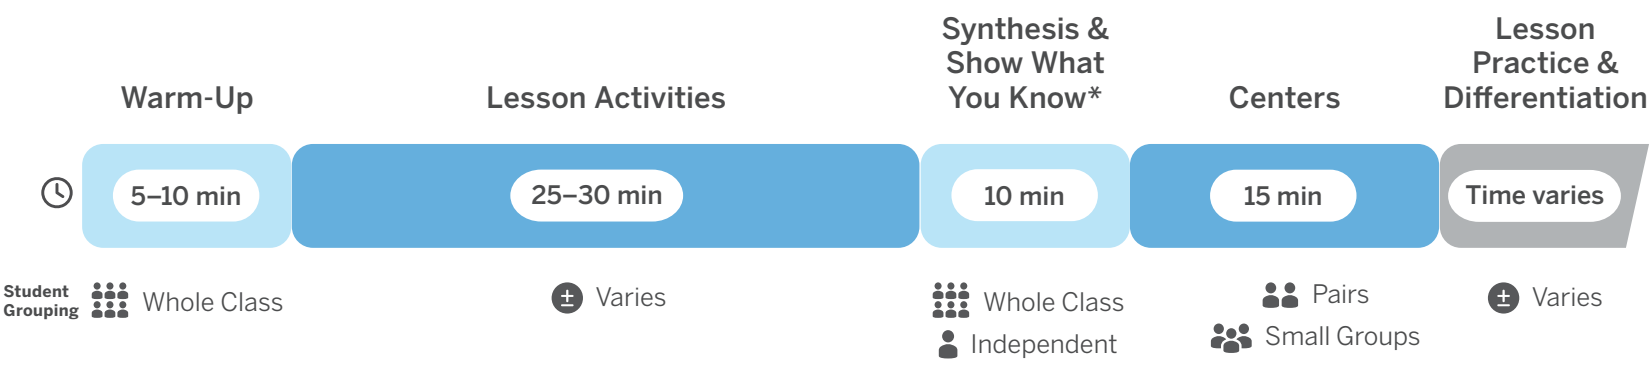 Warm-Up
Lesson Activities
Synthesis &
Show What
You Know*
Centers
Lesson
Practice &
Differentiation
5–10 min
25–30 min
10 min
15 min
Time varies
Student
Grouping
Whole Class
Varies
Whole Class
Independent
Pairs
Small Groups
Varies